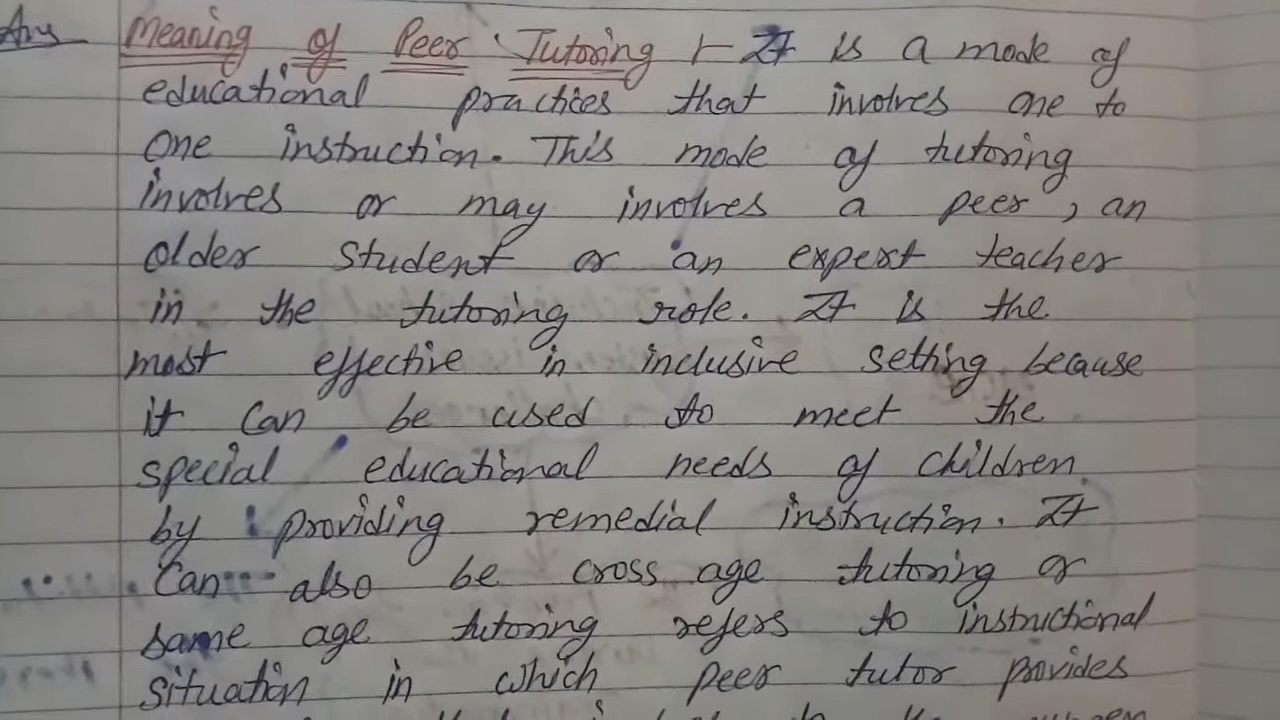 Ans Meaning of Peer Tutoring :- It is a mode of
educational practices that involves one to
one instruction. This mode of tutoring
involves or may involves a peer, an
older student or an expert teacher
in the tutoring role. It is the
most effective in inclusive setting because
it can be used to meet the
special educational needs of children
by providing remedial instruction. It
Can also be cross age tutoring or
same age tutoring refers to instructional
situation in which peer tutor provides